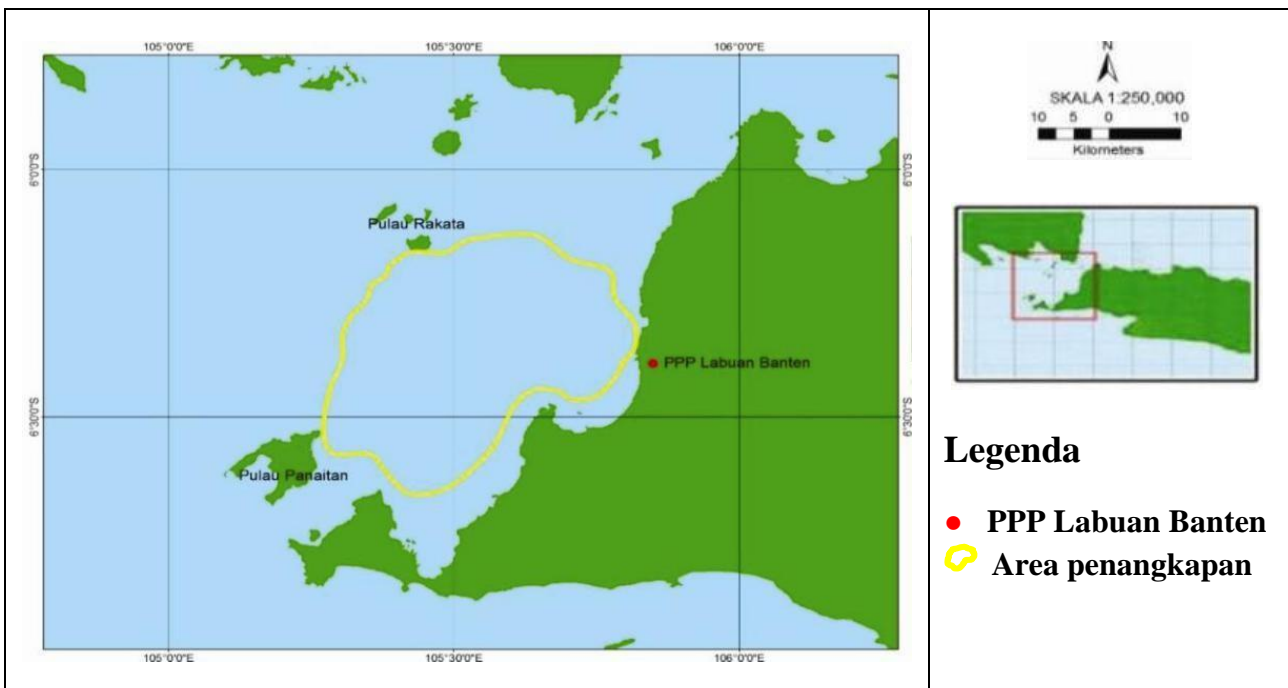 105°0'0"E
105°30'0"E
106°0'0"E
6°0'0"S
6°0'0"S
Pulau Rakata
PPP Labuan Banten
6°30'0"S
6°30'0"S
Pulau Panaitan
105°0'0"E
105°30'0"E
106°0'0"E
N
SKALA 1:250,000
10 5 0 10
Kilometers
Legenda
PPP Labuan Banten
Area penangkapan